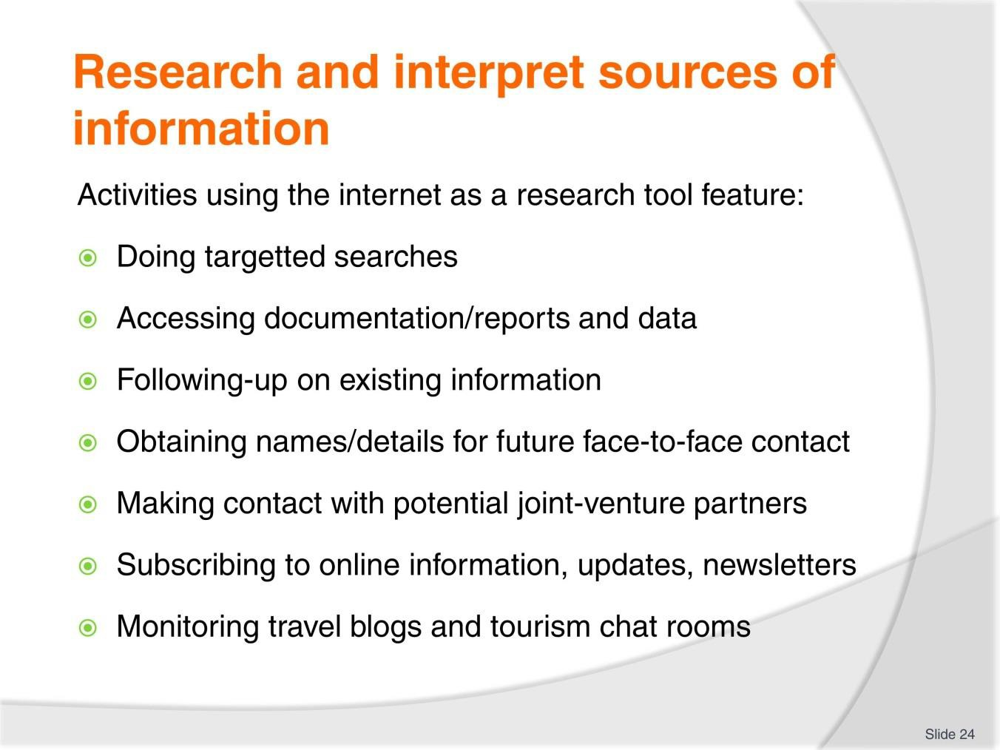 Research and interpret sources of
information
Activities using the internet as a research tool feature:
Doing targetted searches
Accessing documentation/reports and data
Following-up on existing information
Obtaining names/details for future face-to-face contact
Making contact with potential joint-venture partners
Subscribing to online information, updates, newsletters
Monitoring travel blogs and tourism chat rooms
Slide 24